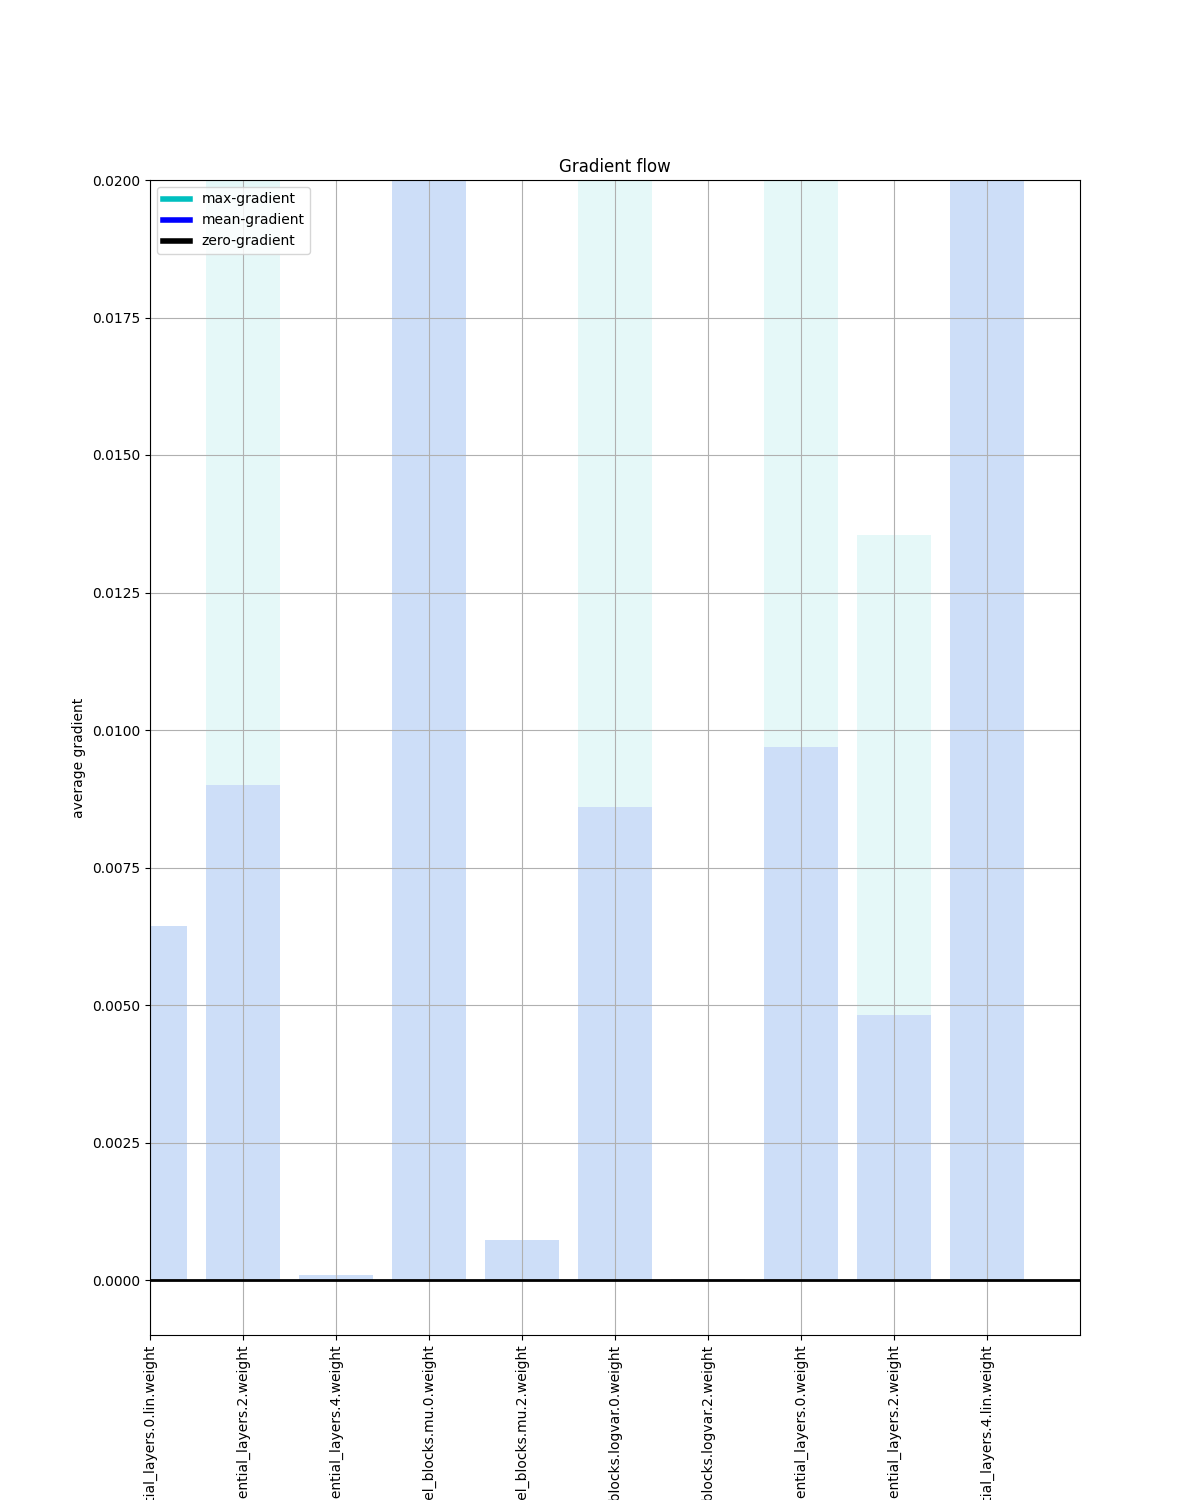 Gradient flow
max-gradient
mean-gradient
zero-gradient
0.0200
0.0175
0.0150
0.0125
0.0100
0.0075
0.0050
0.0025
0.0000
average gradient
tial_layers.0.lin.weight
ential_layers.2.weight
ential_layers.4.weight
el_blocks.mu.0.weight
el_blocks.mu.2.weight
blocks.logvar.0.weight
blocks.logvar.2.weight
ential_layers.0.weight
ential_layers.2.weight
tial_layers.4.lin.weight